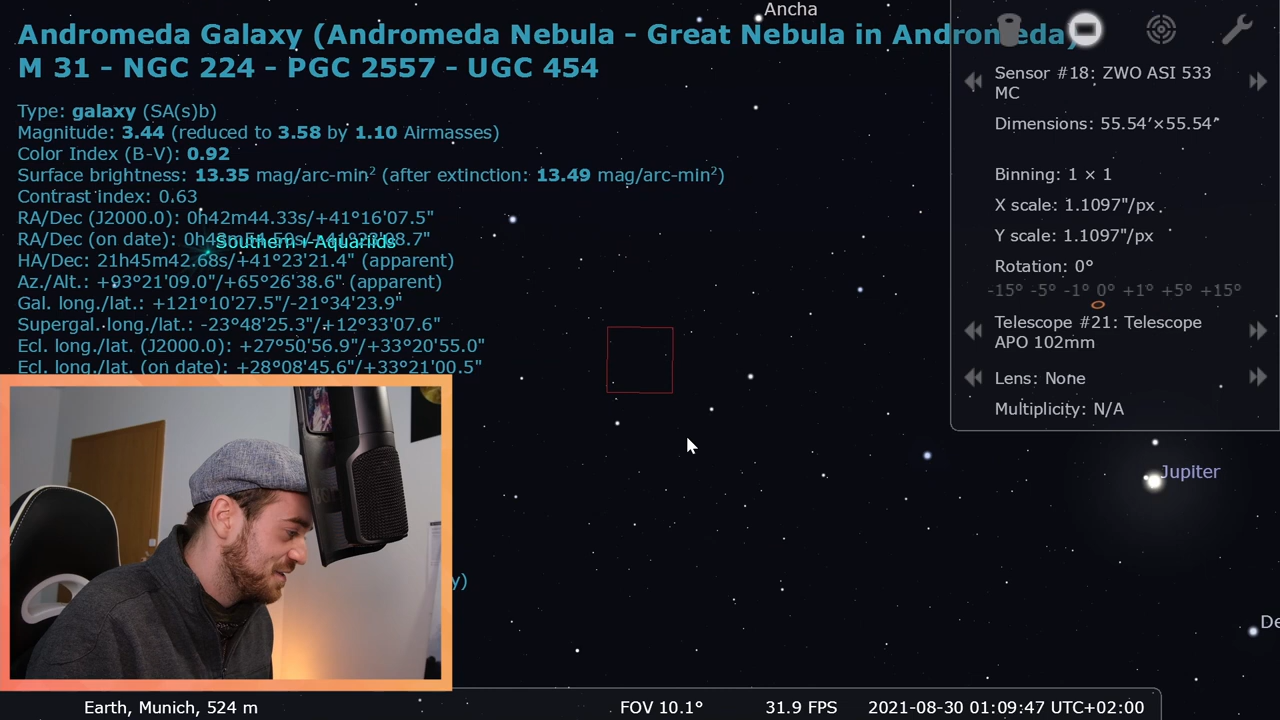 Ancha
Andromeda Galaxy (Andromeda Nebula - Great Nebula in Andromeda)
M 31 - NGC 224 - PGC 2557 - UGC 454
Type: galaxy (SA(s)b)
Magnitude: 3.44 (reduced to 3.58 by 1.10 Airmasses)
Color Index (B-V): 0.92
Surface brightness: 13.35 mag/arc-min² (after extinction: 13.49 mag/arc-min²)
Contrast index: 0.63
RA/Dec (J2000.0): 0h42m44.33s/+41°16'07.5"
RA/Dec (on date):
Southern ι-Aquariids
HA/Dec: 21h45m42.68s/+41°23'21.4" (apparent)
Az./Alt.: +93°21'09.0"/+65°26'38.6" (apparent)
Gal. long./lat.: +121°10'27.5"/-21°34'23.9"
Supergal. long./lat.: -23°48'25.3"/+12°33'07.6"
Ecl. long./lat. (J2000.0): +27°50'56.9"/+33°20'55.0"
Ecl. long./lat. (on date): +28°08'45.6"/+33°21'00.5"
y)
Sensor #18: ZWO ASI 533
MC
Dimensions: 55.54′×55.54″
Binning: 1 × 1
X scale: 1.1097"/px
Y scale: 1.1097"/px
Rotation: 0°
-15° -5° -1° 0° +1° +5° +15°
Telescope #21: Telescope
APO 102mm
Lens: None
Multiplicity: N/A
Jupiter
De
Earth, Munich, 524 m
FOV 10.1°
31.9 FPS
2021-08-30 01:09:47 UTC+02:00